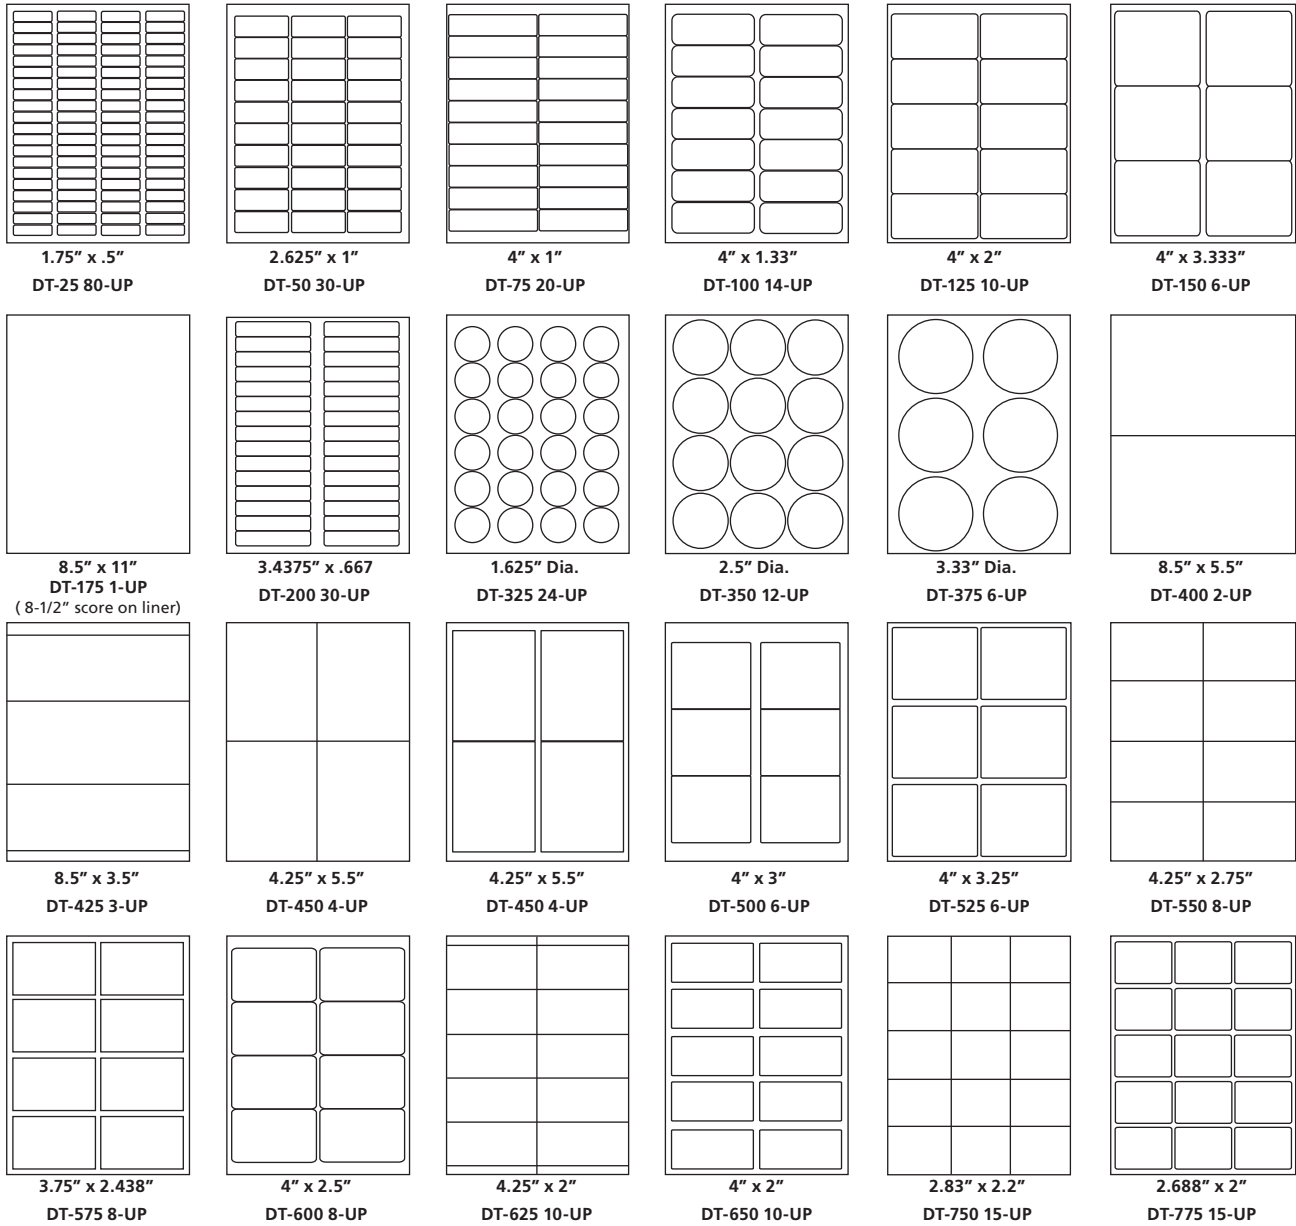 1.75” x .5”
DT-25 80-UP
2.625” x 1”
DT-50 30-UP
4” x 1”
DT-75 20-UP
4” x 1.33”
DT-100 14-UP
4” x 2”
DT-125 10-UP
4” x 3.333”
DT-150 6-UP
8.5” x 11”
DT-175 1-UP
( 8-1/2” score on liner)
3.4375” x .667
DT-200 30-UP
1.625” Dia.
DT-325 24-UP
2.5” Dia.
DT-350 12-UP
3.33” Dia.
DT-375 6-UP
8.5” x 5.5”
DT-400 2-UP
8.5” x 3.5”
DT-425 3-UP
4.25” x 5.5”
DT-450 4-UP
4.25” x 5.5”
DT-450 4-UP
4” x 3”
DT-500 6-UP
4” x 3.25”
DT-525 6-UP
4.25” x 2.75”
DT-550 8-UP
3.75” x 2.438”
DT-575 8-UP
4” x 2.5”
DT-600 8-UP
4.25” x 2”
DT-625 10-UP
4” x 2”
DT-650 10-UP
2.83” x 2.2”
DT-750 15-UP
2.688” x 2”
DT-775 15-UP